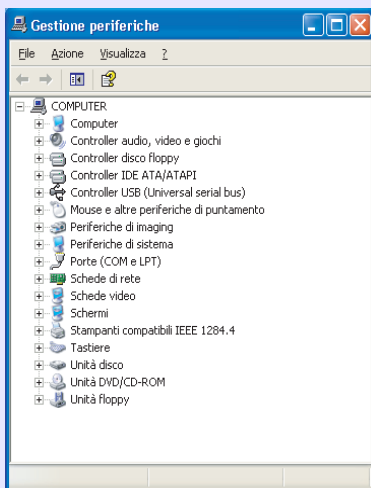 Gestione periferiche
File Azione Visualizza ?
COMPUTER
Computer
Controller audio, video e giochi
Controller disco floppy
Controller IDE ATA/ATAPI
Controller USB (Universal serial bus)
Mouse e altre periferiche di puntamento
Periferiche di imaging
Periferiche di sistema
Porte (COM e LPT)
Schede di rete
Schede video
Schermi
Stampanti compatibili IEEE 1284.4
Tastiere
Unità disco
Unità DVD/CD-ROM
Unità floppy